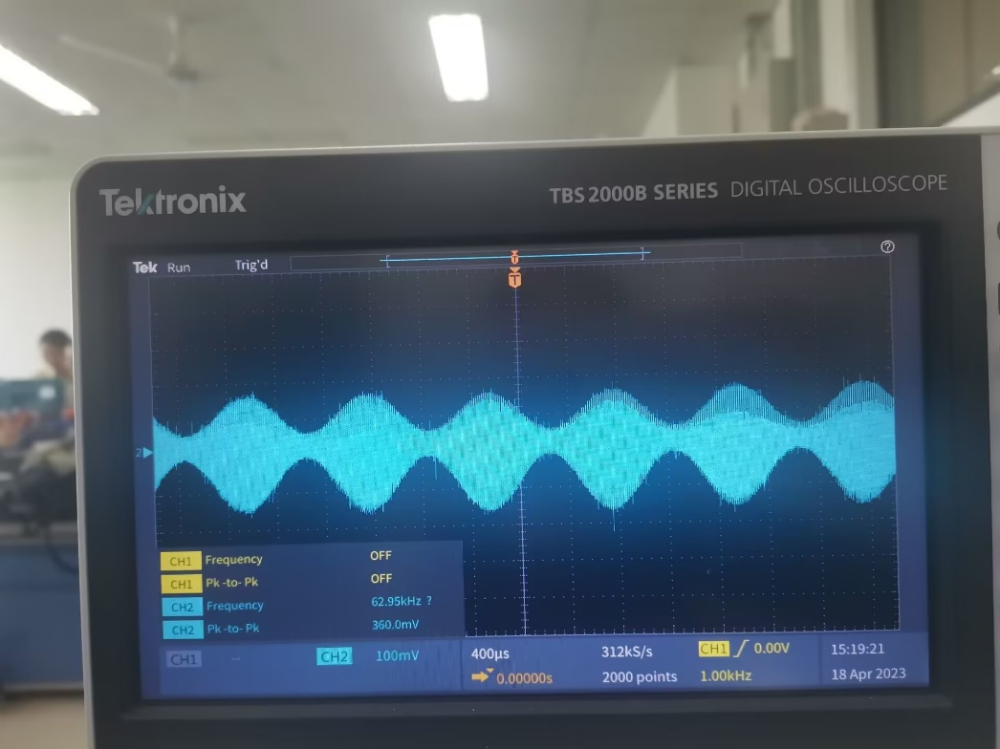 Tektronix
TBS 2000B SERIES DIGITAL OSCILLOSCOPE
Tek Run Trig'd
T
?
T
2
CH1 Frequency OFF
CH1 Pk-to-Pk OFF
CH2 Frequency 62.95kHz ?
CH2 Pk-to-Pk 360.0mV
CH1 -- CH2 100mV
400µs 312kS/s CH1 0.00V 15:19:21
0.00000s 2000 points 1.00kHz 18 Apr 2023